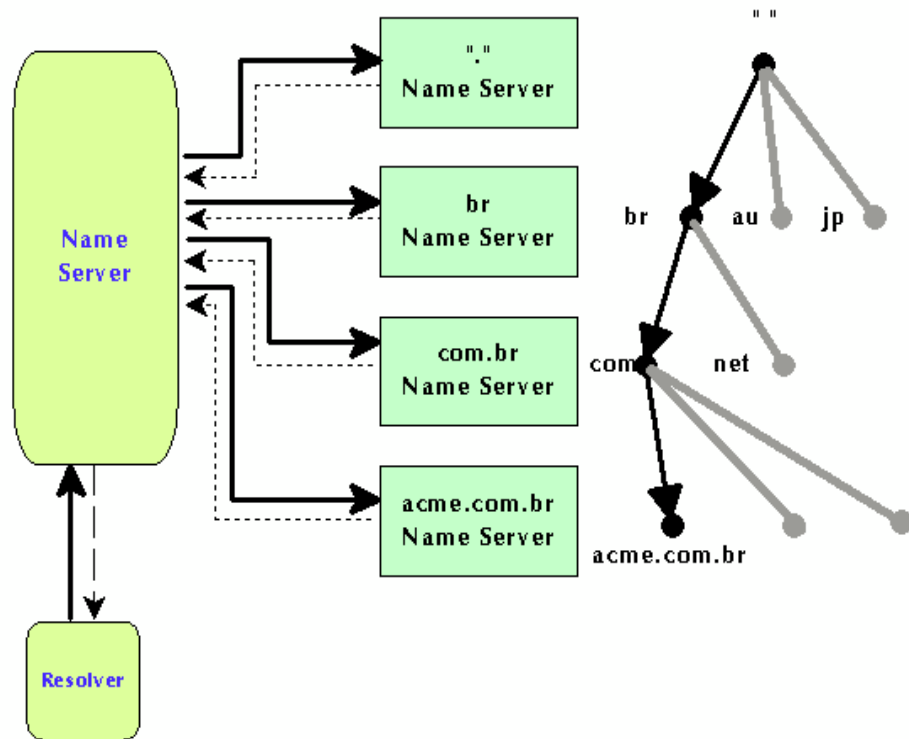 "."
Name Server
br
Name Server
com.br
Name Server
acme.com.br
Name Server
Name
Server
Resolver
" "
br
au
jp
com
net
acme.com.br